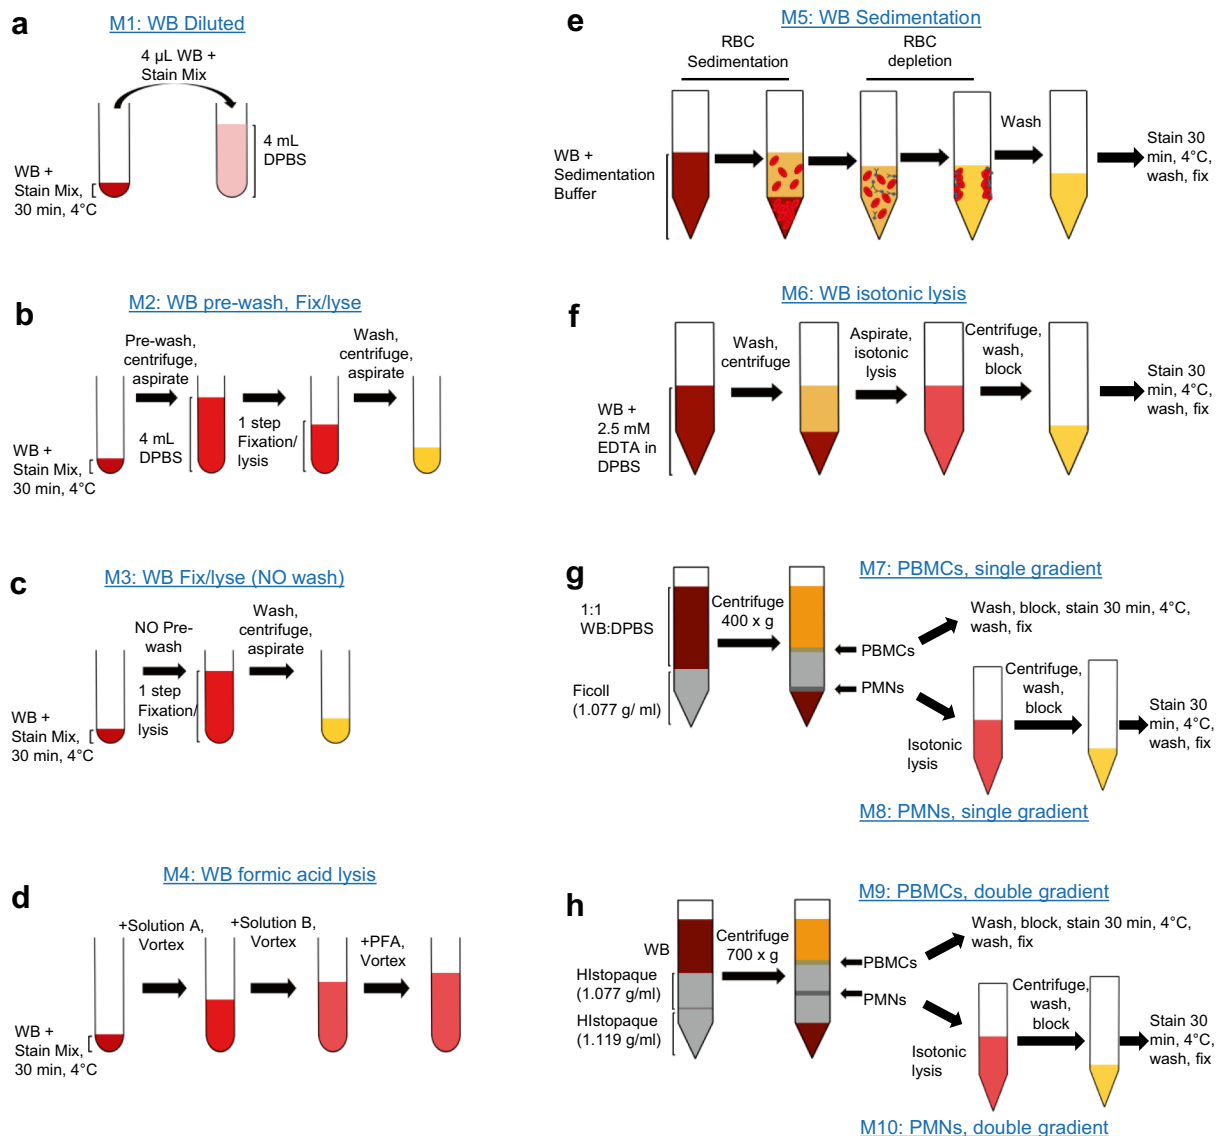 a
M1: WB Diluted
4 µL WB +
Stain Mix
4 mL
DPBS
WB +
Stain Mix,
30 min, 4°C
b
M2: WB pre-wash, Fix/lyse
Pre-wash,
centrifuge,
aspirate
Wash,
centrifuge,
aspirate
4 mL
DPBS
1 step
Fixation/
lysis
WB +
Stain Mix,
30 min, 4°C
c
M3: WB Fix/lyse (NO wash)
NO Pre-
wash
1 step
Fixation/
lysis
Wash,
centrifuge,
aspirate
WB +
Stain Mix,
30 min, 4°C
d
M4: WB formic acid lysis
+Solution A,
Vortex
+Solution B,
Vortex
+PFA,
Vortex
WB +
Stain Mix,
30 min, 4°C
e
M5: WB Sedimentation
RBC
Sedimentation
RBC
depletion
WB +
Sedimentation
Buffer
Wash
Stain 30
min, 4°C,
wash, fix
f
M6: WB isotonic lysis
WB +
2.5 mM
EDTA in
DPBS
Wash,
centrifuge
Aspirate,
isotonic
lysis
Centrifuge,
wash,
block
Stain 30
min, 4°C,
wash, fix
g
M7: PBMCs, single gradient
1:1
WB:DPBS
Ficoll
(1.077 g/ ml)
Centrifuge
400 x g
PBMCs
PMNs
Wash, block, stain 30 min, 4°C,
wash, fix
Isotonic
lysis
Centrifuge,
wash,
block
Stain 30
min, 4°C,
wash, fix
M8: PMNs, single gradient
h
M9: PBMCs, double gradient
WB
HIstopaque
(1.077 g/ml)
HIstopaque
(1.119 g/ml)
Centrifuge
700 x g
PBMCs
PMNs
Wash, block, stain 30 min, 4°C,
wash, fix
Isotonic
lysis
Centrifuge,
wash,
block
Stain 30
min, 4°C,
wash, fix
M10: PMNs, double gradient